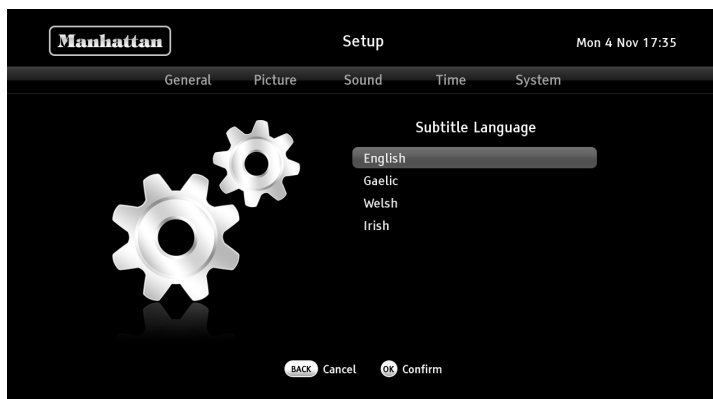 Manhattan
Setup
Mon 4 Nov 17:35
General Picture Sound Time System
Subtitle Language
English
Gaelic
Welsh
Irish
BACK Cancel OK Confirm